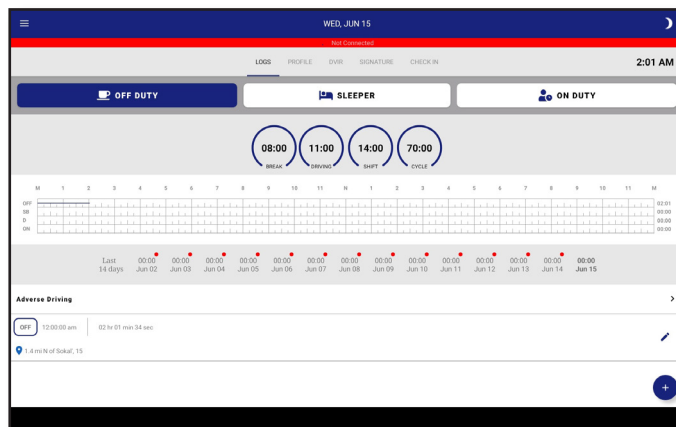 WED, JUN 15
Not Connected
LOGS PROFILE DVIR SIGNATURE CHECK IN 2:01 AM
OFF DUTY SLEEPER ON DUTY
08:00 11:00 14:00 70:00
BREAK DRIVING SHIFT CYCLE
M 1 2 3 4 5 6 7 8 9 10 11 N 1 2 3 4 5 6 7 8 9 10 11 M
OFF 02:01
SB 00:00
D 00:00
ON 00:00
Last 00:00 00:00 00:00 00:00 00:00 00:00 00:00 00:00 00:00 00:00 00:00 00:00 00:00 00:00
14 days Jun 02 Jun 03 Jun 04 Jun 05 Jun 06 Jun 07 Jun 08 Jun 09 Jun 10 Jun 11 Jun 12 Jun 13 Jun 14 Jun 15
Adverse Driving
OFF 12:00:00 am 02 hr 01 min 34 sec
1.4 mi N of Sokal', 15